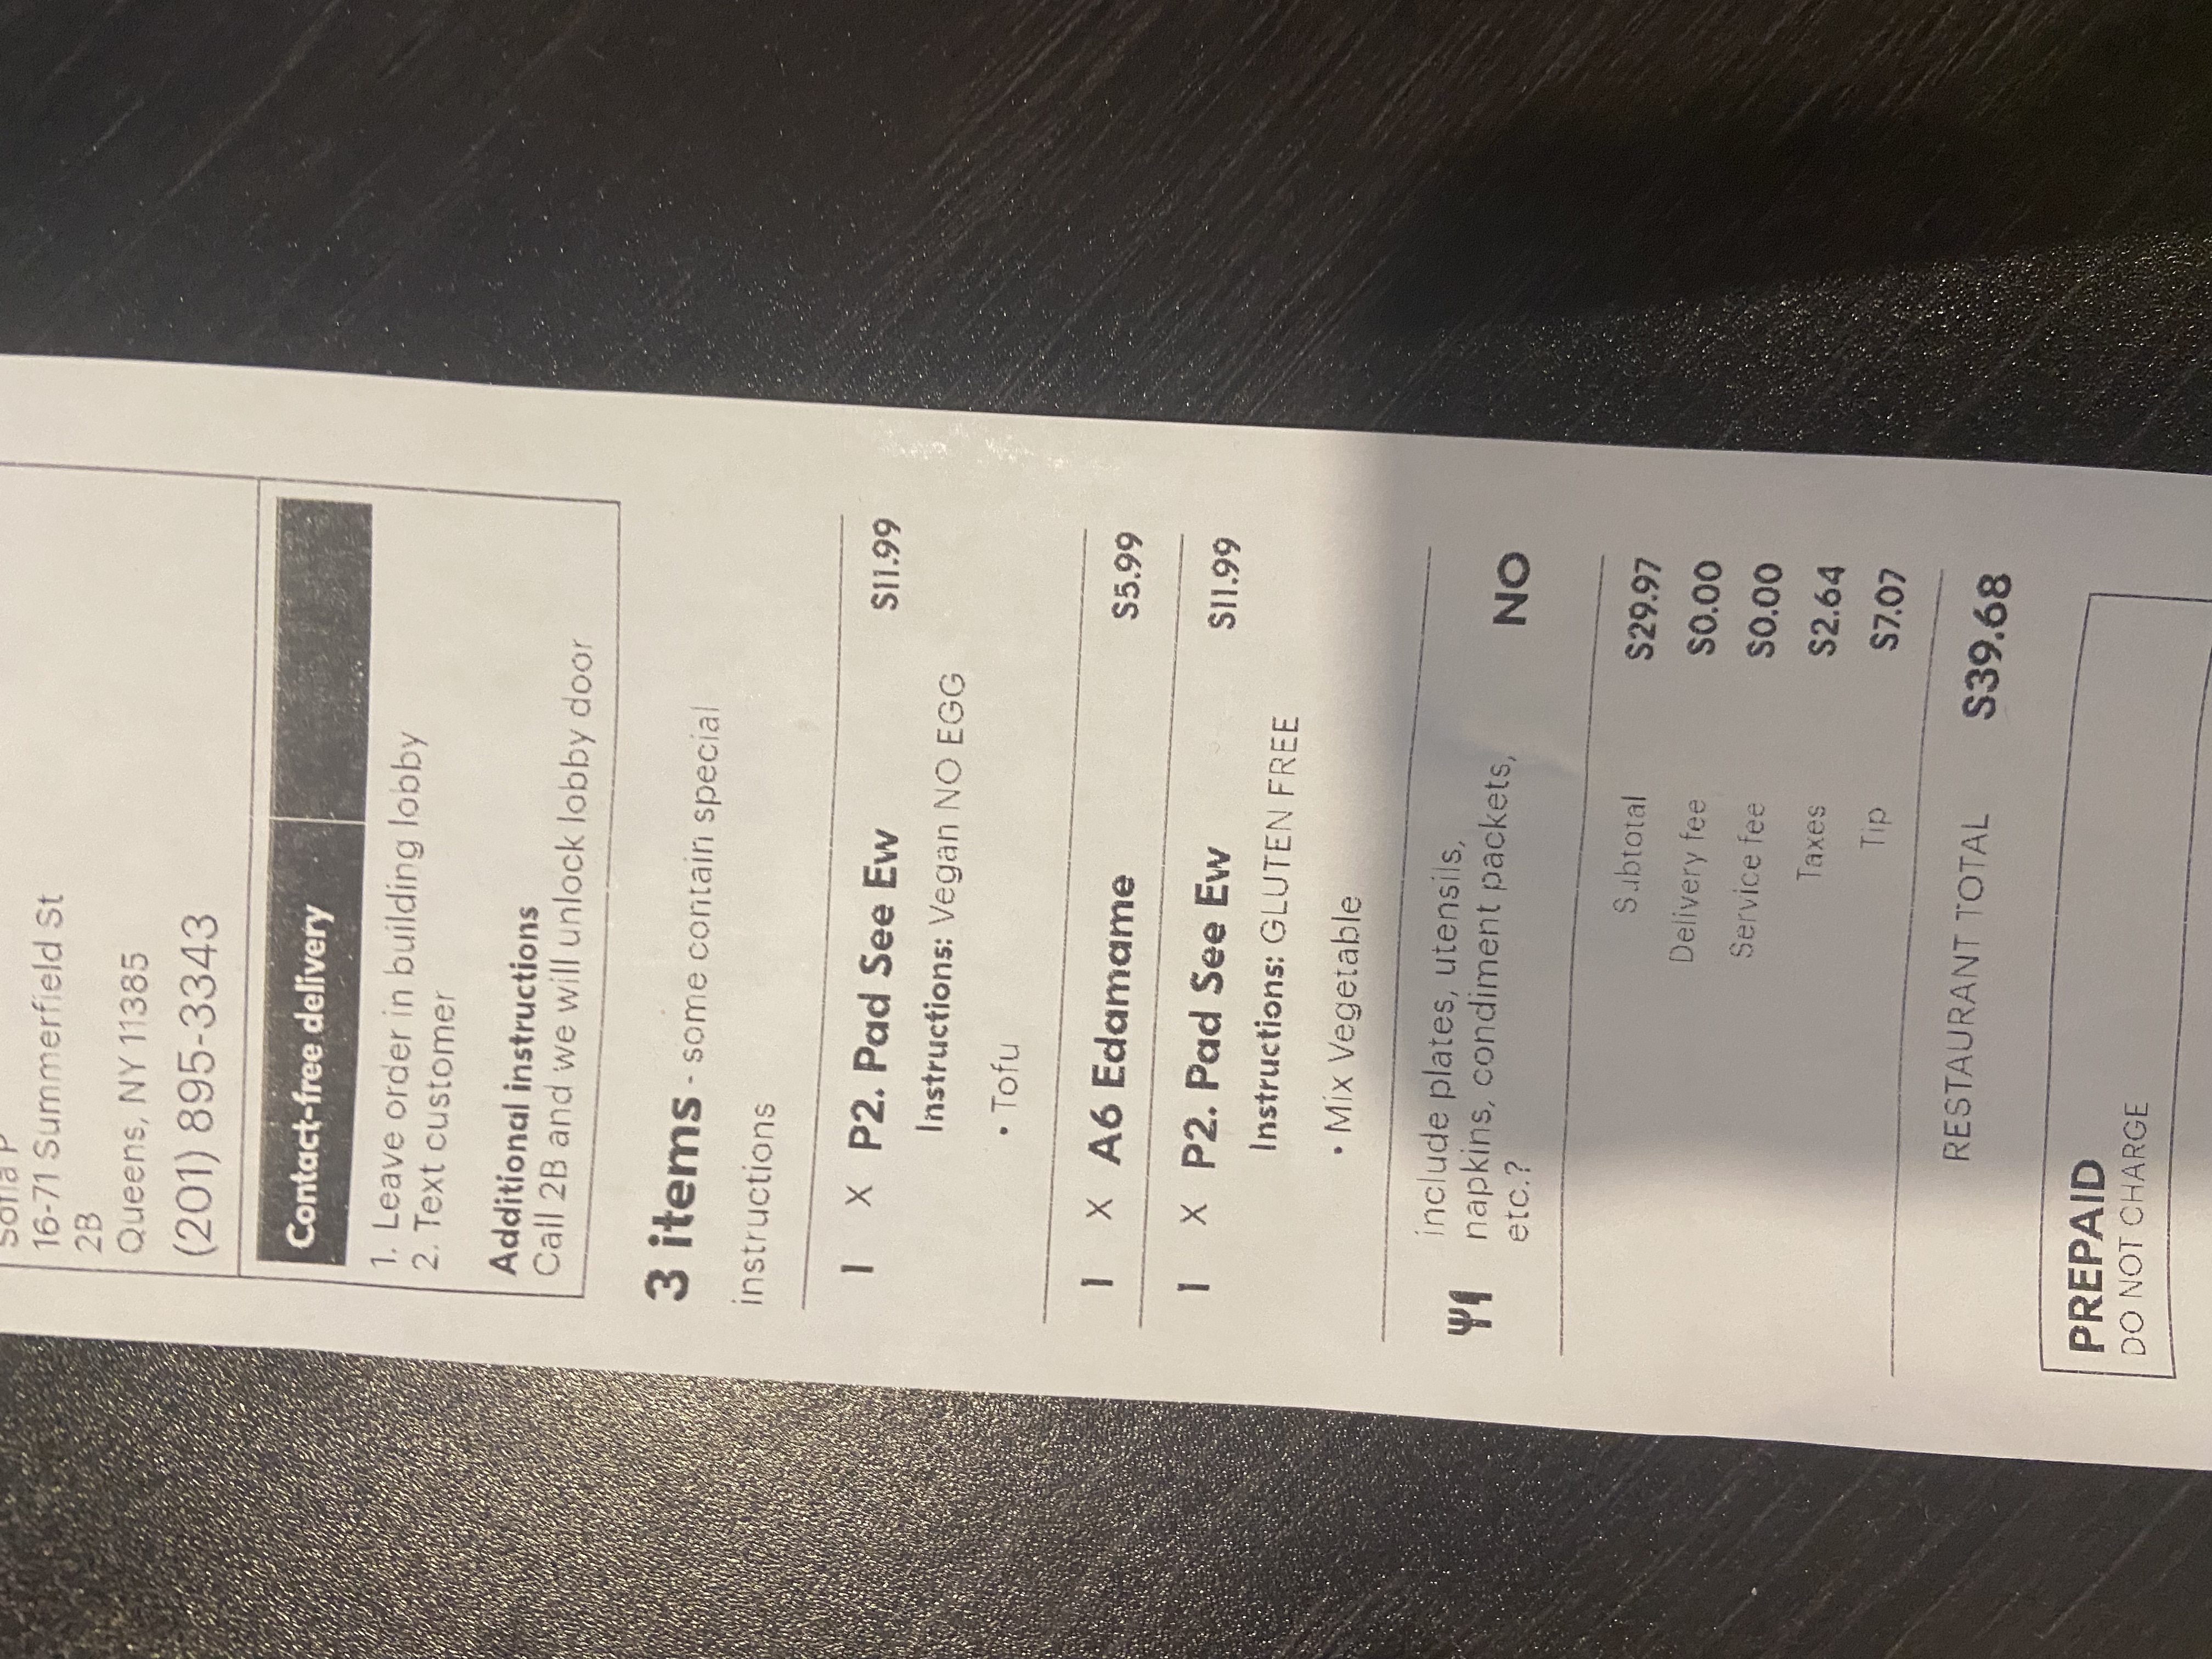 Sofia P
16-71 Summerfield St
2B
Queens, NY 11385
(201) 895-3343
Contact-free delivery
1. Leave order in building lobby
2. Text customer
Additional instructions
Call 2B and we will unlock lobby door
3 items - some contain special
instructions
1 X P2. Pad See Ew $11.99
Instructions: Vegan NO EGG
• Tofu
1 X A6 Edamame $5.99
1 X P2. Pad See Ew $11.99
Instructions: GLUTEN FREE
• Mix Vegetable
include plates, utensils,
napkins, condiment packets,
etc.? NO
Subtotal $29.97
Delivery fee $0.00
Service fee $0.00
Taxes $2.64
Tip $7.07
RESTAURANT TOTAL $39.68
PREPAID
DO NOT CHARGE